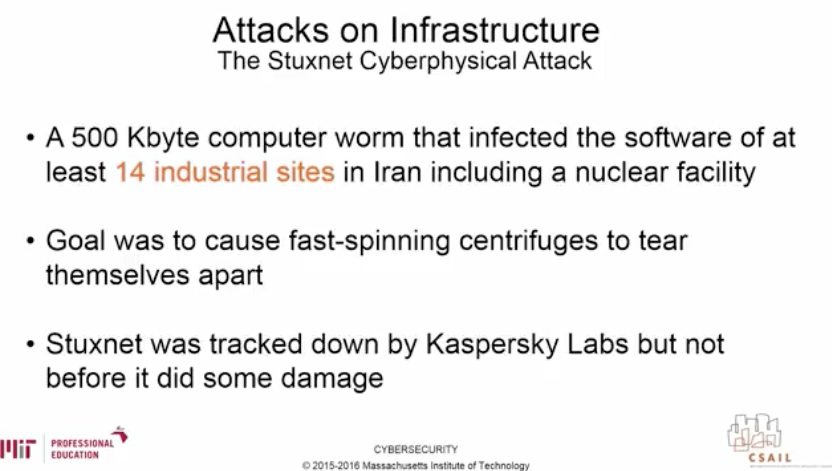 Attacks on Infrastructure
The Stuxnet Cyberphysical Attack
• A 500 Kbyte computer worm that infected the software of at
least 14 industrial sites in Iran including a nuclear facility
• Goal was to cause fast-spinning centrifuges to tear
themselves apart
• Stuxnet was tracked down by Kaspersky Labs but not
before it did some damage
MIT
PROFESSIONAL
EDUCATION
CYBERSECURITY
© 2015-2016 Massachusetts Institute of Technology
CSAIL